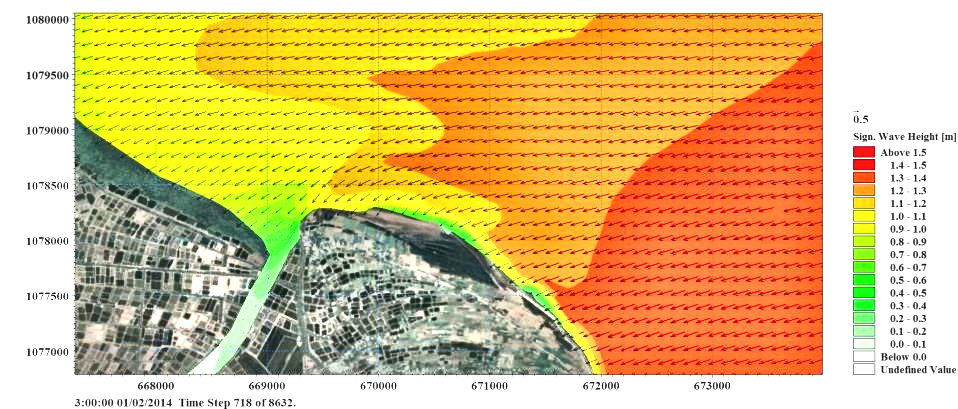 1080000
1079500
1079000
1078500
1078000
1077500
1077000
668000 669000 670000 671000 672000 673000
3:00:00 01/02/2014 Time Step 718 of 8632.
0.5
Sign. Wave Height [m]
Above 1.5
1.4 - 1.5
1.3 - 1.4
1.2 - 1.3
1.1 - 1.2
1.0 - 1.1
0.9 - 1.0
0.8 - 0.9
0.7 - 0.8
0.6 - 0.7
0.5 - 0.6
0.4 - 0.5
0.3 - 0.4
0.2 - 0.3
0.1 - 0.2
0.0 - 0.1
Below 0.0
Undefined Value